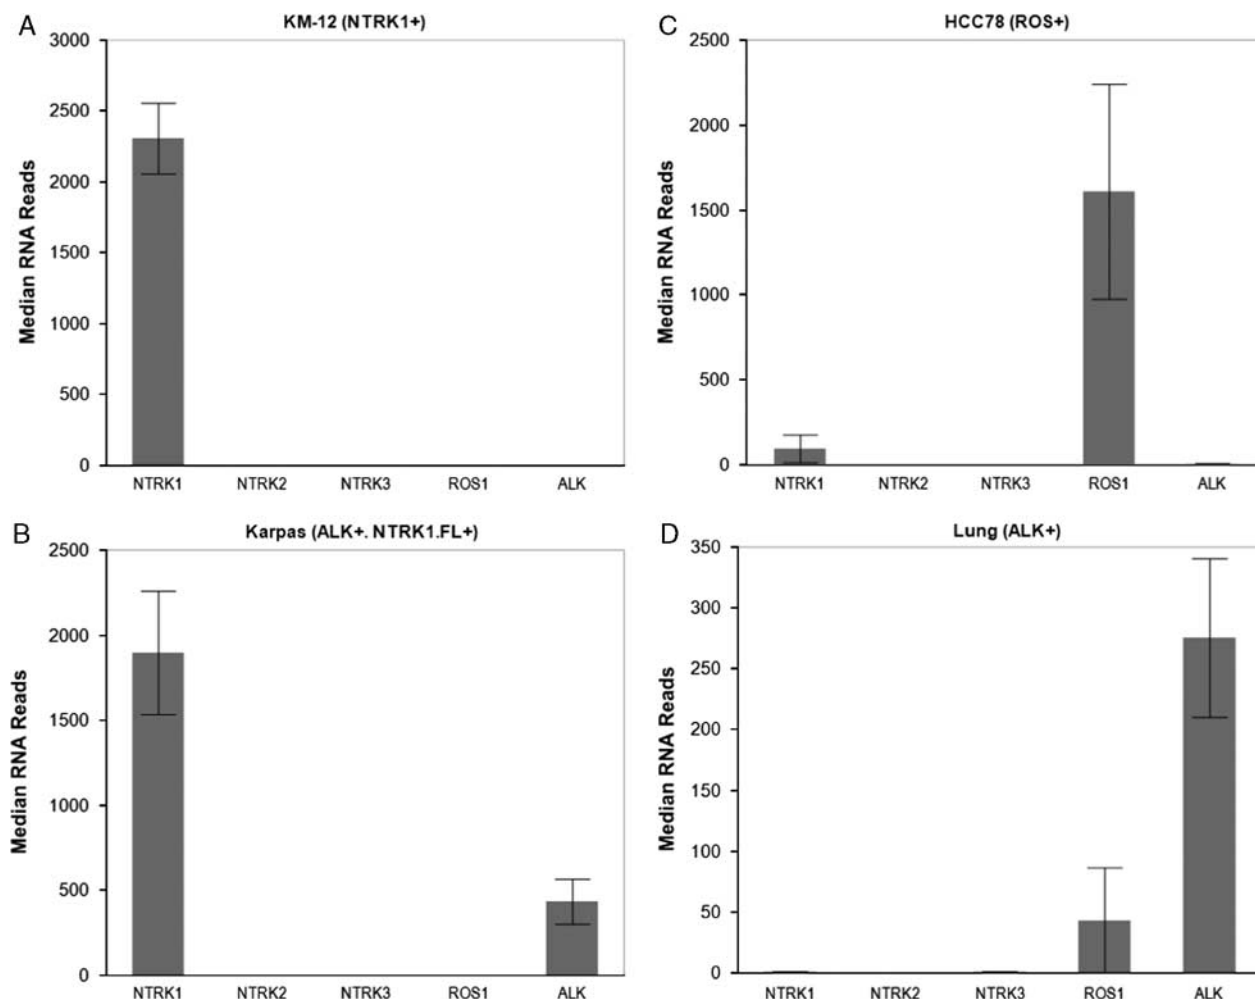 A
KM-12 (NTRK1+)
3000
2500
2000
1500
1000
500
0
Median RNA Reads
NTRK1 NTRK2 NTRK3 ROS1 ALK
B
Karpas (ALK+. NTRK1.FL+)
2500
2000
1500
1000
500
0
Median RNA Reads
NTRK1 NTRK2 NTRK3 ROS1 ALK
C
HCC78 (ROS+)
2500
2000
1500
1000
500
0
Median RNA Reads
NTRK1 NTRK2 NTRK3 ROS1 ALK
D
Lung (ALK+)
350
300
250
200
150
100
50
0
Median RNA Reads
NTRK1 NTRK2 NTRK3 ROS1 ALK